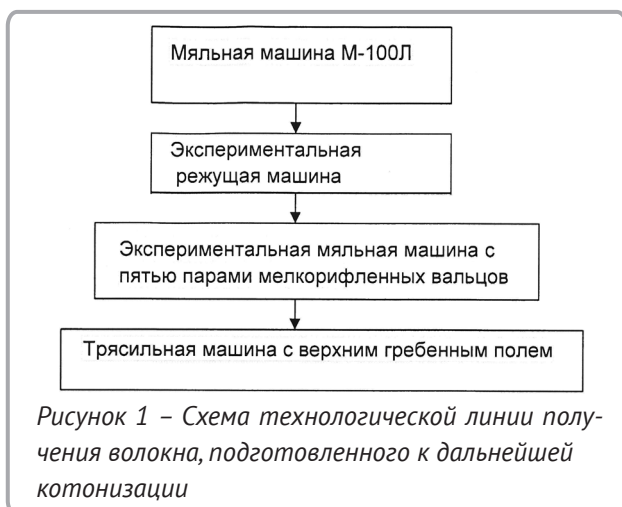 Мяльная машина М-100Л
Экспериментальная
режущая машина
Экспериментальная мяльная машина с
пятью парами мелкорифленных вальцов
Трясильная машина с верхним гребенным полем
Рисунок 1 – Схема технологической линии полу-
чения волокна, подготовленного к дальнейшей
котонизации